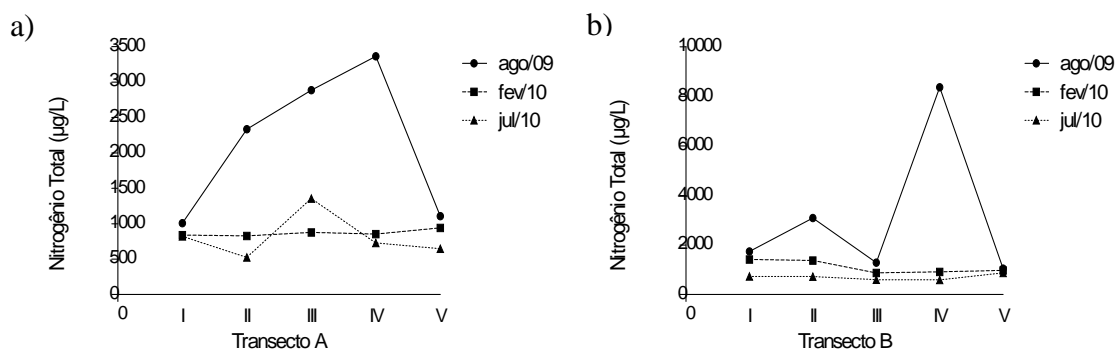 a)
Nitrogênio Total (µg/L)
3500
3000
2500
2000
1500
1000
500
0
0
I II III IV V
Transecto A
ago/09
fev/10
jul/10
b)
Nitrogênio Total (µg/L)
10000
8000
6000
4000
2000
0
0
I II III IV V
Transecto B
ago/09
fev/10
jul/10